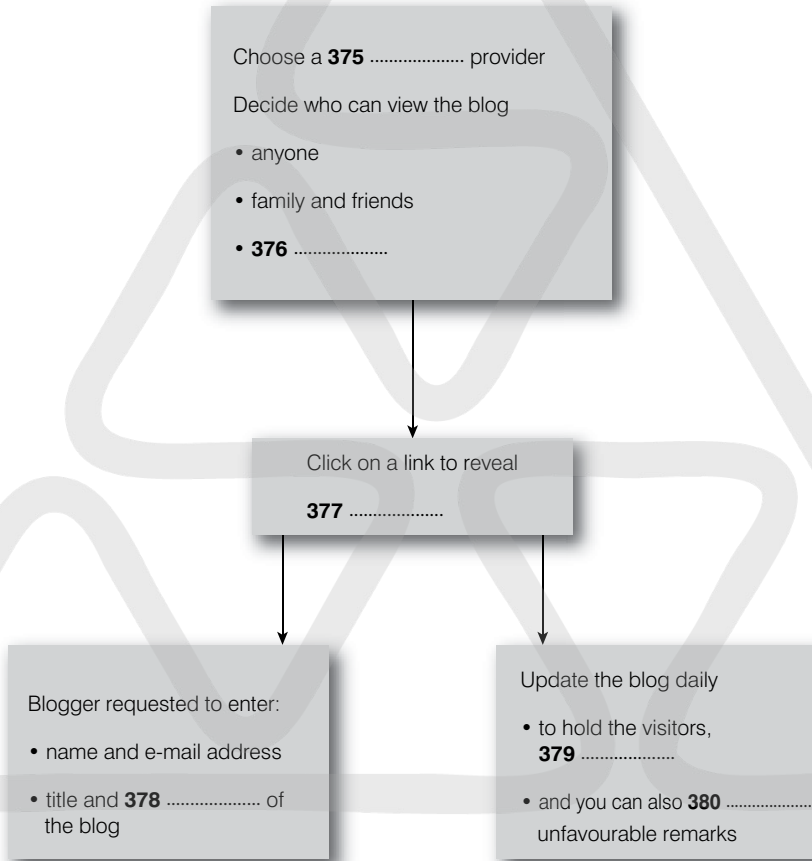 Choose a 375 .................... provider
Decide who can view the blog
• anyone
• family and friends
• 376 ....................
Click on a link to reveal
377 ....................
Blogger requested to enter:
• name and e-mail address
• title and 378 .................... of
the blog
Update the blog daily
• to hold the visitors,
379 ....................
• and you can also 380 ....................
unfavourable remarks